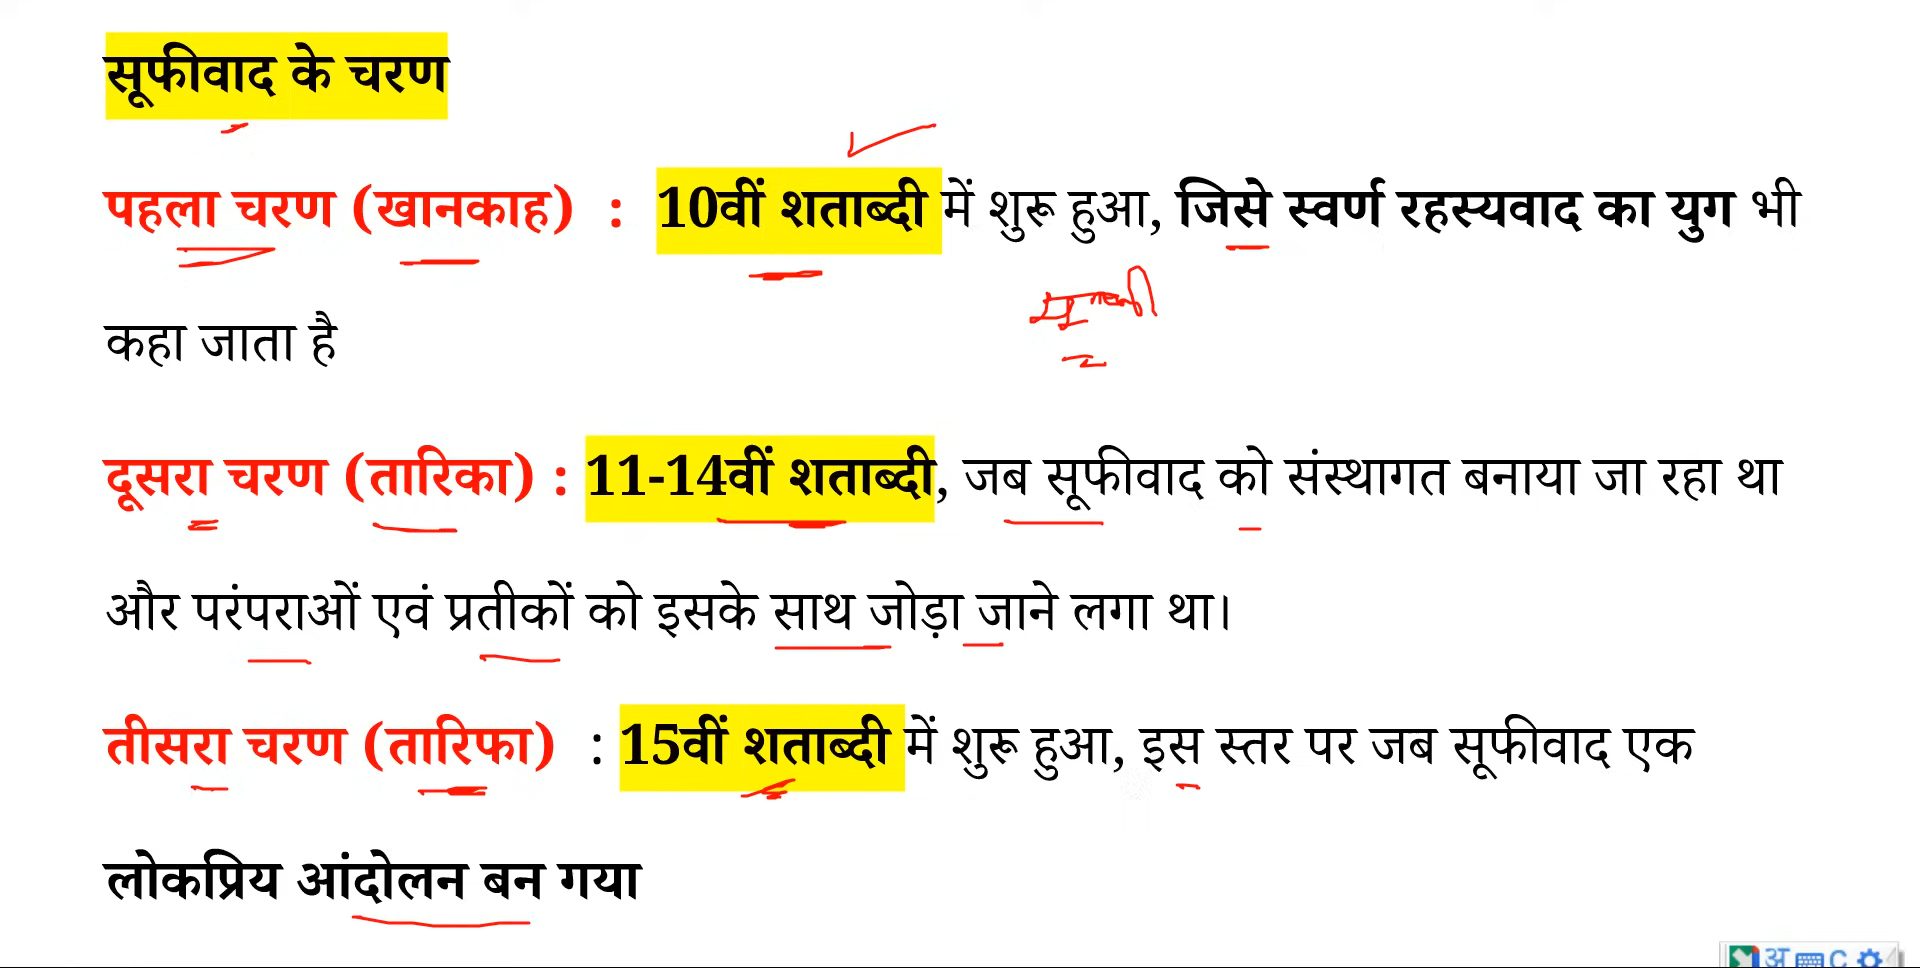 सूफीवाद के चरण
पहला चरण (खानकाह) : 10वीं शताब्दी में शुरू हुआ, जिसे स्वर्ण रहस्यवाद का युग भी
कहा जाता है
दूसरा चरण (तारिका) : 11-14वीं शताब्दी, जब सूफीवाद को संस्थागत बनाया जा रहा था
और परंपराओं एवं प्रतीकों को इसके साथ जोड़ा जाने लगा था।
तीसरा चरण (तारिफा) : 15वीं शताब्दी में शुरू हुआ, इस स्तर पर जब सूफीवाद एक
लोकप्रिय आंदोलन बन गया
अ